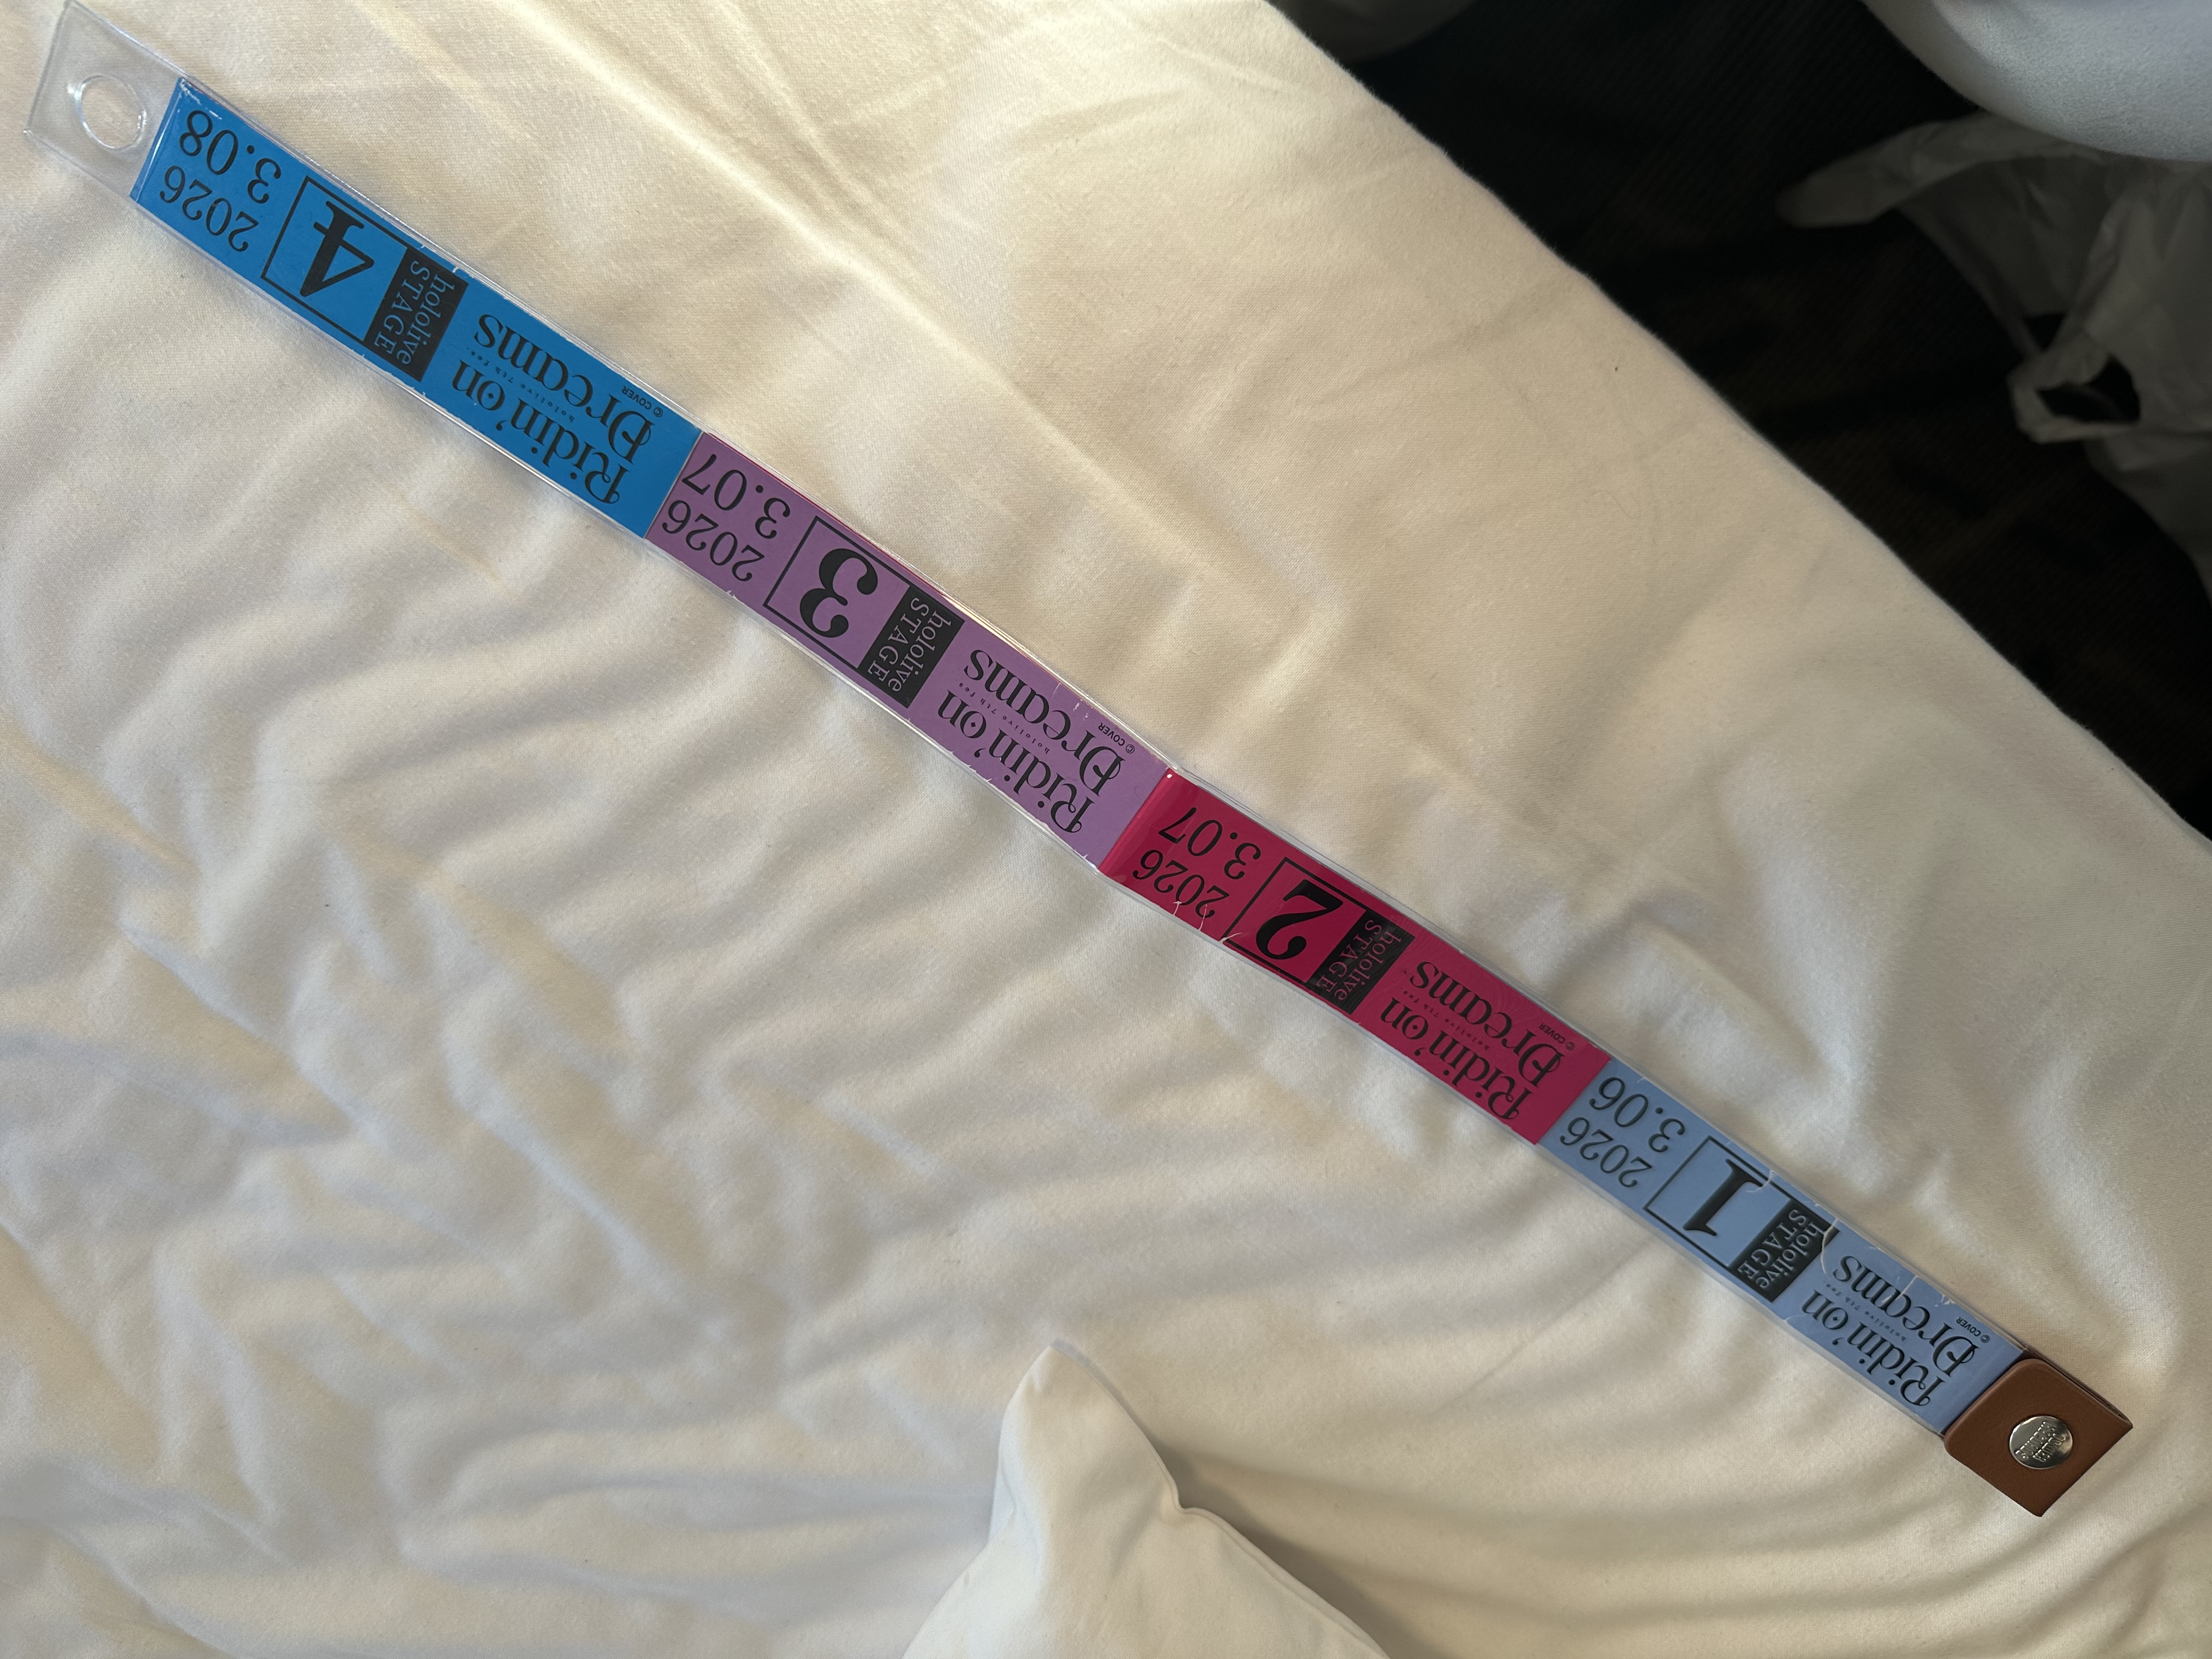 2026
3.08
4
hololive
STAGE
Ridin' on
hololive 7th fes.
Dreams
© COVER
2026
3.07
3
hololive
STAGE
Ridin' on
hololive 7th fes.
Dreams
© COVER
2026
3.07
2
hololive
STAGE
Ridin' on
hololive 7th fes.
Dreams
© COVER
2026
3.06
1
hololive
STAGE
Ridin' on
hololive 7th fes.
Dreams
© COVER